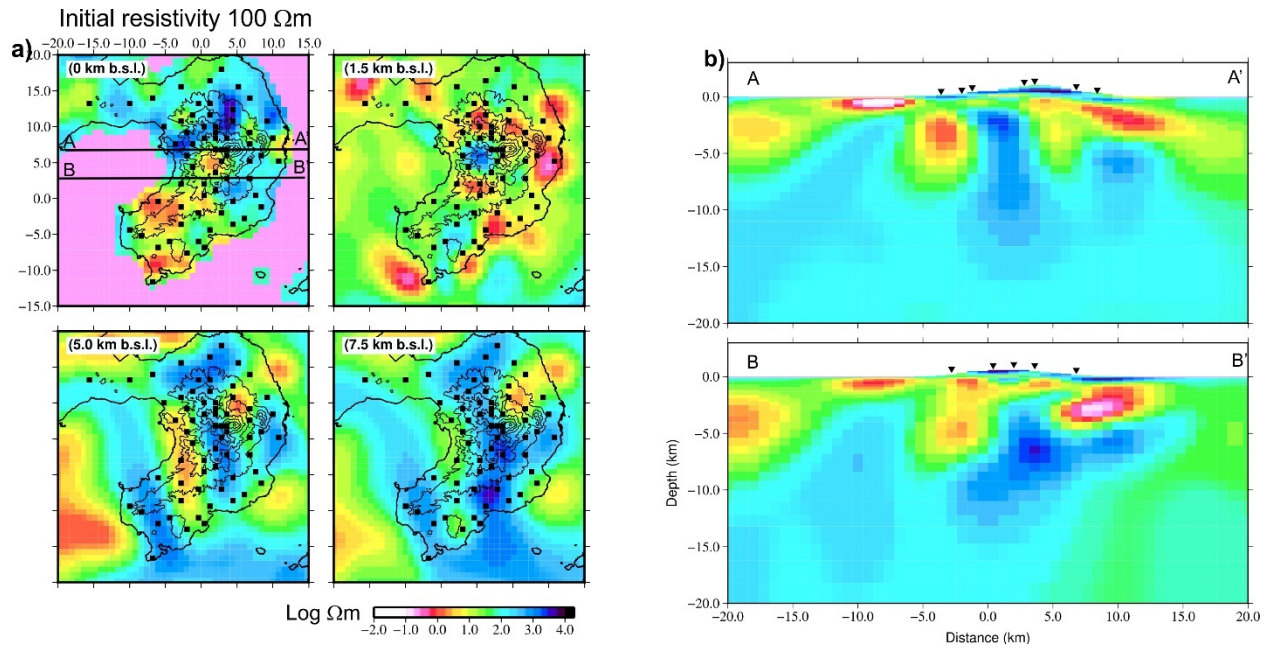 Initial resistivity 100 Ωm
a)
-20.0 -15.0 -10.0 -5.0 0.0 5.0 10.0 15.0
20.0
15.0
10.0
5.0
0.0
-5.0
-10.0
-15.0
(0 km b.s.l.)
A
A'
B
B'
(1.5 km b.s.l.)
(5.0 km b.s.l.)
(7.5 km b.s.l.)
Log Ωm
-2.0 -1.0 0.0 1.0 2.0 3.0 4.0
b)
A
A'
0.0
−5.0
−10.0
−15.0
−20.0
B
B'
0.0
−5.0
−10.0
−15.0
−20.0
Depth (km)
−20.0 −15.0 −10.0 −5.0 0.0 5.0 10.0 15.0 20.0
Distance (km)